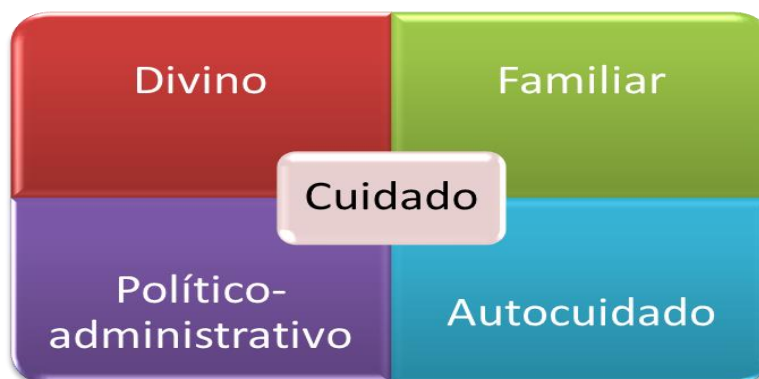 Divino
Familiar
Cuidado
Político-
administrativo
Autocuidado